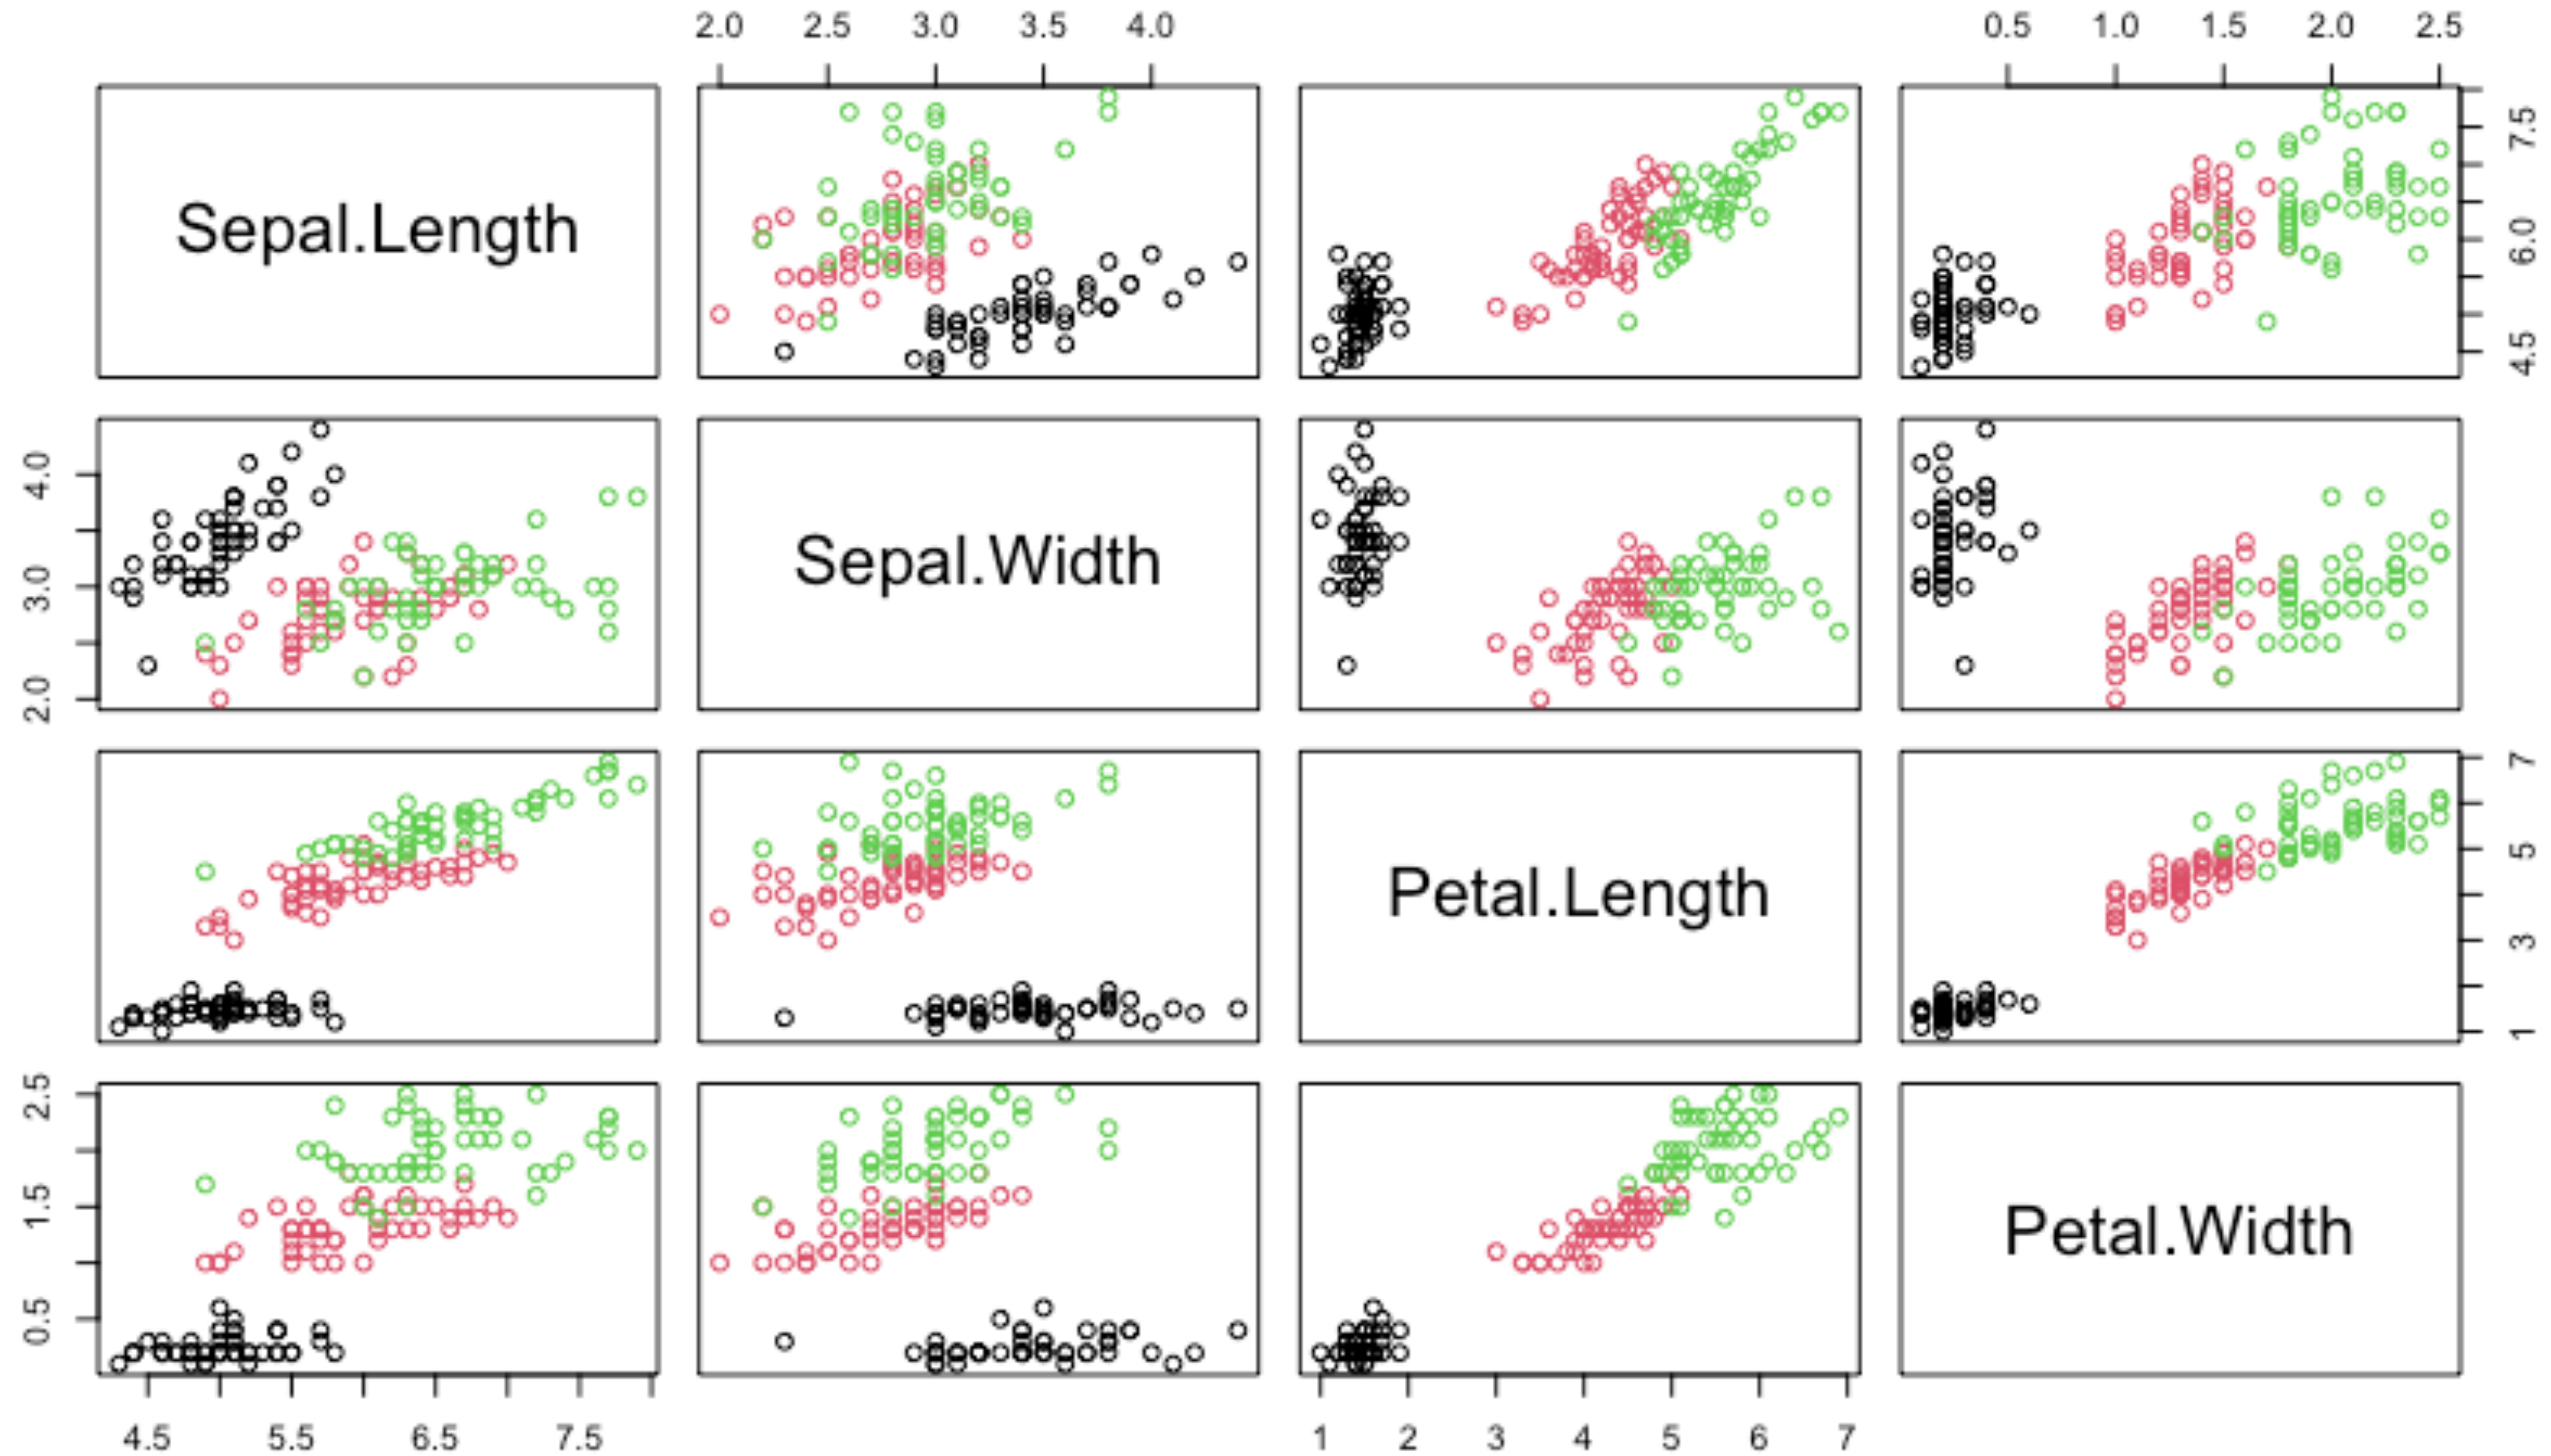 2.0 2.5 3.0 3.5 4.0
0.5 1.0 1.5 2.0 2.5
Sepal.Length
4.5 6.0 7.5
2.0 3.0 4.0
Sepal.Width
Petal.Length
1 3 5 7
0.5 1.5 2.5
Petal.Width
4.5 5.5 6.5 7.5
1 2 3 4 5 6 7